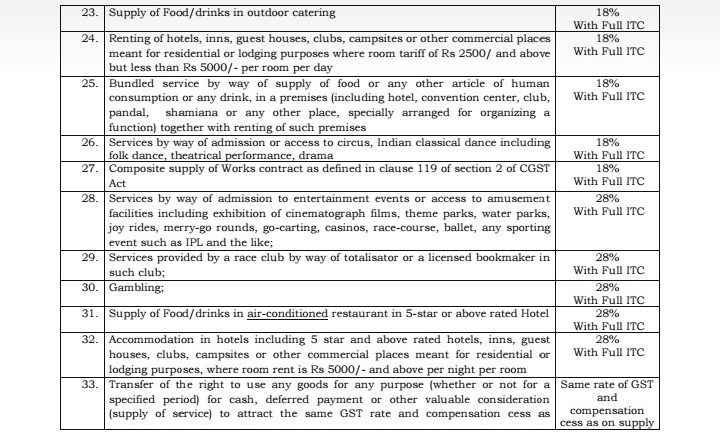 23. Supply of Food/drinks in outdoor catering 18%
With Full ITC
24. Renting of hotels, inns, guest houses, clubs, campsites or other commercial places 18%
meant for residential or lodging purposes where room tariff of Rs 2500/ and above With Full ITC
but less than Rs 5000/- per room per day
25. Bundled service by way of supply of food or any other article of human 18%
consumption or any drink, in a premises (including hotel, convention center, club, With Full ITC
pandal, shamiana or any other place, specially arranged for organizing a
function) together with renting of such premises
26. Services by way of admission or access to circus, Indian classical dance including 18%
folk dance, theatrical performance, drama With Full ITC
27. Composite supply of Works contract as defined in clause 119 of section 2 of CGST 18%
Act With Full ITC
28. Services by way of admission to entertainment events or access to amusement 28%
facilities including exhibition of cinematograph films, theme parks, water parks, With Full ITC
joy rides, merry-go rounds, go-carting, casinos, race-course, ballet, any sporting
event such as IPL and the like;
29. Services provided by a race club by way of totalisator or a licensed bookmaker in 28%
such club; With Full ITC
30. Gambling; 28%
With Full ITC
31. Supply of Food/drinks in air-conditioned restaurant in 5-star or above rated Hotel 28%
With Full ITC
32. Accommodation in hotels including 5 star and above rated hotels, inns, guest 28%
houses, clubs, campsites or other commercial places meant for residential or With Full ITC
lodging purposes, where room rent is Rs 5000/- and above per night per room
33. Transfer of the right to use any goods for any purpose (whether or not for a Same rate of GST
specified period) for cash, deferred payment or other valuable consideration and
(supply of service) to attract the same GST rate and compensation cess as compensation
cess as on supply